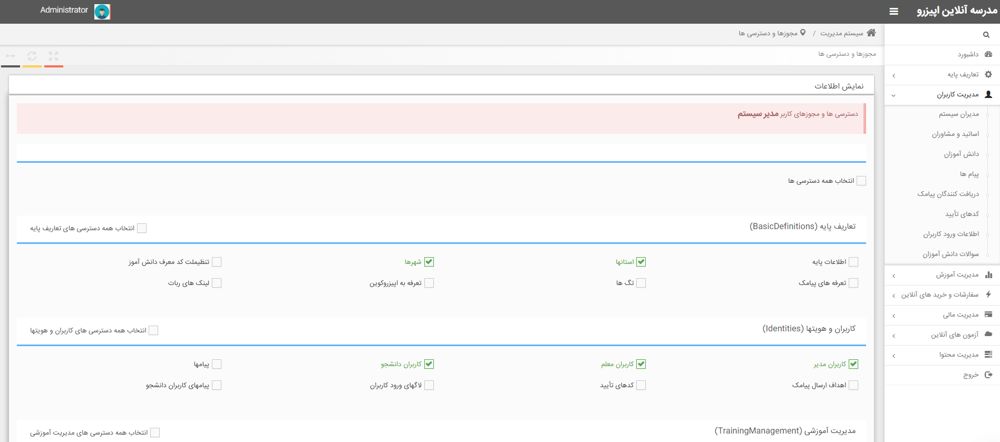 مدرسه آنلاین اپیزرو
Administrator
سیستم مدیریت / مجوزها و دسترسی ها
مجوزها و دسترسی ها
داشبورد
تعاریف پایه
مدیریت کاربران
مدیران سیستم
اساتید و مشاوران
دانش آموزان
پیام ها
دریافت کنندگان پیامک
کدهای تأیید
اطلاعات ورود کاربران
سوالات دانش آموزان
مدیریت آموزش
سفارشات و خرید های آنلاین
مدیریت مالی
آزمون های آنلاین
مدیریت محتوا
خروج
نمایش اطلاعات
دسترسی ها و مجوزهای کاربر مدیر سیستم
انتخاب همه دسترسی ها
تعاریف پایه (BasicDefinitions)
انتخاب همه دسترسی های تعاریف پایه
اطلاعات پایه
استانها
شهرها
تنظیملت کد معرف دانش آموز
تعرفه های پیامک
تگ ها
تعرفه به اپیزروکوین
لینک های ربات
کاربران و هویتها (Identities)
انتخاب همه دسترسی های کاربران و هویتها
کاربران مدیر
کاربران معلم
کاربران دانشجو
پیامها
اهداف ارسال پیامک
کدهای تأیید
لاگهای ورود کاربران
پیامهای کاربران دانشجو
مدیریت آموزشی (TrainingManagement)
انتخاب همه دسترسی های مدیریت آموزشی